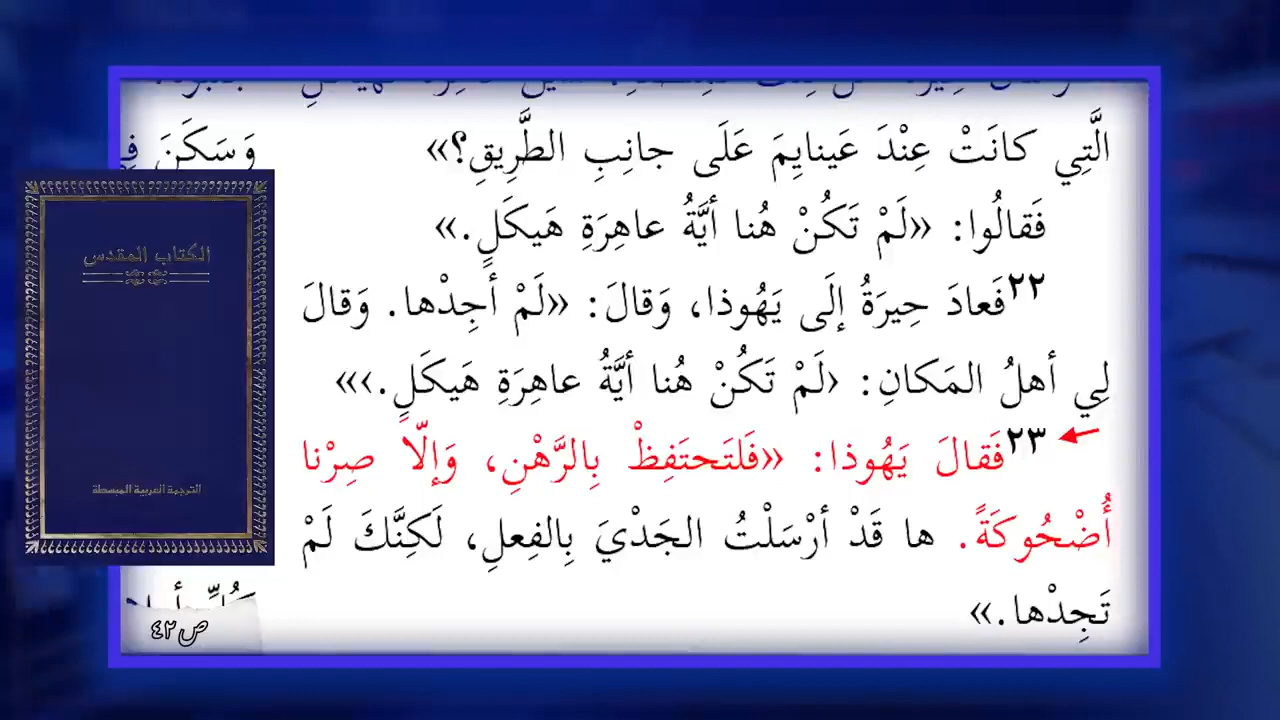 الَّتِي كانَتْ عِنْدَ عَينايِمَ عَلَى جانِبِ الطَّرِيقِ؟»
فَقالُوا: «لَمْ تَكُنْ هُنا أيَّةُ عاهِرَةِ هَيكَلٍ.»
٢٢فَعادَ حِيرَةُ إلَى يَهُوذا، وَقالَ: «لَمْ أجِدْها. وَقالَ
لِي أهلُ المَكانِ: ‹لَمْ تَكُنْ هُنا أيَّةُ عاهِرَةِ هَيكَلٍ.›»
٢٣فَقالَ يَهُوذا: «فَلتَحتَفِظْ بِالرَّهْنِ، وَإلّا صِرْنا
أُضْحُوكَةً. ها قَدْ أرْسَلْتُ الجَدْيَ بِالفِعلِ، لَكِنَّكَ لَمْ
تَجِدْها.»
وَسَكَنَ
الكتاب المقدس
الترجمة العربية المبسطة
ص٤٢